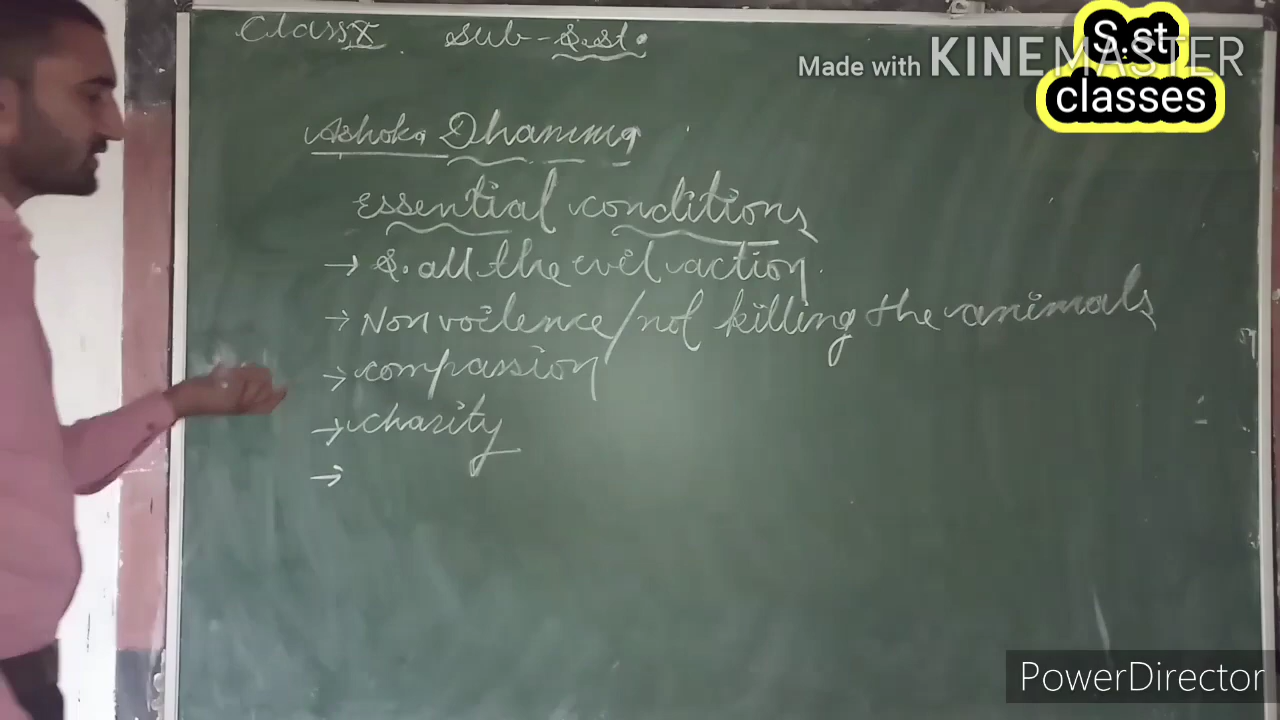 Class X Sub-S.st.
S.st
classes
Made with KINEMASTER
Ashoka Dhamma
Essential conditions
→ S. all the evil action
→ Non voilence/not killing the animals
→ compassion
→ charity
→
PowerDirector